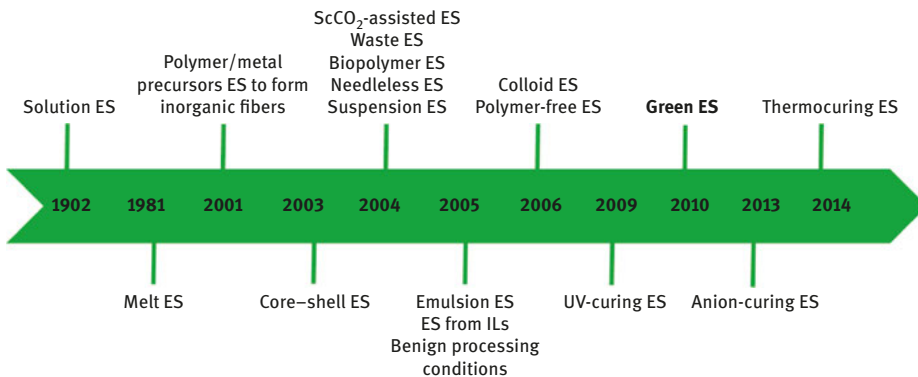 ScCO₂-assisted ES
Waste ES
Biopolymer ES
Needleless ES
Suspension ES
Polymer/metal
precursors ES to form
inorganic fibers
Solution ES
Colloid ES
Polymer-free ES
Green ES
Thermocuring ES
1902 1981 2001 2003 2004 2005 2006 2009 2010 2013 2014
Melt ES
Core–shell ES
Emulsion ES
ES from ILs
Benign processing
conditions
UV-curing ES
Anion-curing ES